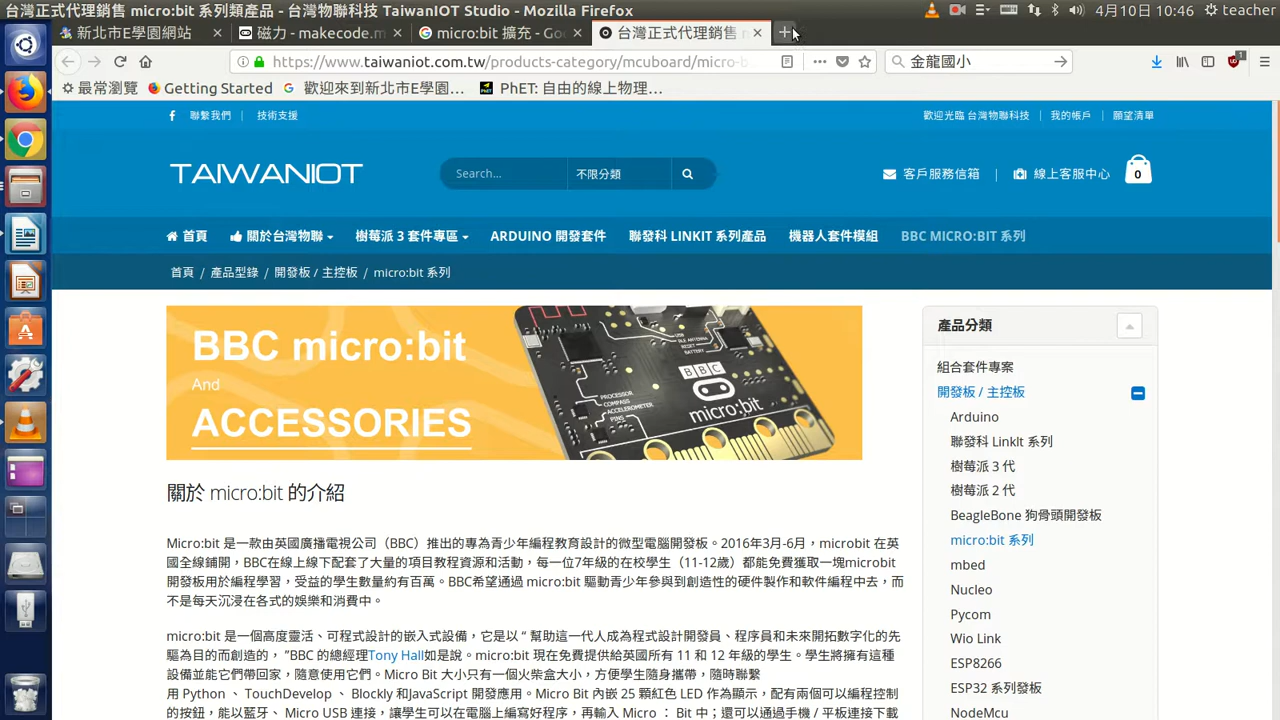 台灣正式代理銷售 micro:bit 系列類產品 - 台灣物聯科技 TaiwanIOT Studio - Mozilla Firefox
4月10日 10:46 teacher
新北市E學園網站
磁力 - makecode.m
micro:bit 擴充 - Goo
台灣正式代理銷售 m
https://www.taiwaniot.com.tw/products-category/mcuboard/micro-b
金龍國小
最常瀏覽
Getting Started
歡迎來到新北市E學園...
PhET: 自由的線上物理...
聯繫我們
技術支援
歡迎光臨 台灣物聯科技
我的帳戶
願望清單
TAIWANIOT
Search...
不限分類
客戶服務信箱
線上客服中心
0
首頁
關於台灣物聯
樹莓派 3 套件專區
ARDUINO 開發套件
聯發科 LINKIT 系列產品
機器人套件模組
BBC MICRO:BIT 系列
首頁 / 產品型錄 / 開發板 / 主控板 / micro:bit 系列
BBC micro:bit
And
ACCESSORIES
BLE ANTENNA
RESET
BATTERY
BBC
PROCESSOR
COMPASS
ACCELEROMETER
PINS
micro:bit
關於 micro:bit 的介紹
Micro:bit 是一款由英國廣播電視公司（BBC）推出的專為青少年編程教育設計的微型電腦開發板。2016年3月-6月，microbit 在英
國全線鋪開，BBC在線上線下配套了大量的項目教程資源和活動，每一位7年級的在校學生（11-12歲）都能免費獲取一塊microbit
開發板用於編程學習，受益的學生數量約有百萬。BBC希望通過 micro:bit 驅動青少年參與到創造性的硬件製作和軟件編程中去，而
不是每天沉浸在各式的娛樂和消費中。
micro:bit 是一個高度靈活、可程式設計的嵌入式設備，它是以 “ 幫助這一代人成為程式設計開發員、程序員和未來開拓數字化的先
驅為目的而創造的， ”BBC 的總經理Tony Hall如是說。micro:bit 現在免費提供給英國所有 11 和 12 年級的學生。學生將擁有這種
設備並能它們帶回家，隨意使用它們。Micro Bit 大小只有一個火柴盒大小，方便學生隨身攜帶，隨時聯繫
用 Python 、 TouchDevelop 、 Blockly 和JavaScript 開發應用。Micro Bit 內嵌 25 顆紅色 LED 作為顯示，配有兩個可以編程控制
的按鈕，能以藍牙、 Micro USB 連接，讓學生可以在電腦上編寫好程序，再輸入 Micro ： Bit 中；還可以通過手機 / 平板連接下載
產品分類
組合套件專案
開發板 / 主控板
Arduino
聯發科 LinkIt 系列
樹莓派 3 代
樹莓派 2 代
BeagleBone 狗骨頭開發板
micro:bit 系列
mbed
Nucleo
Pycom
Wio Link
ESP8266
ESP32 系列發板
NodeMcu